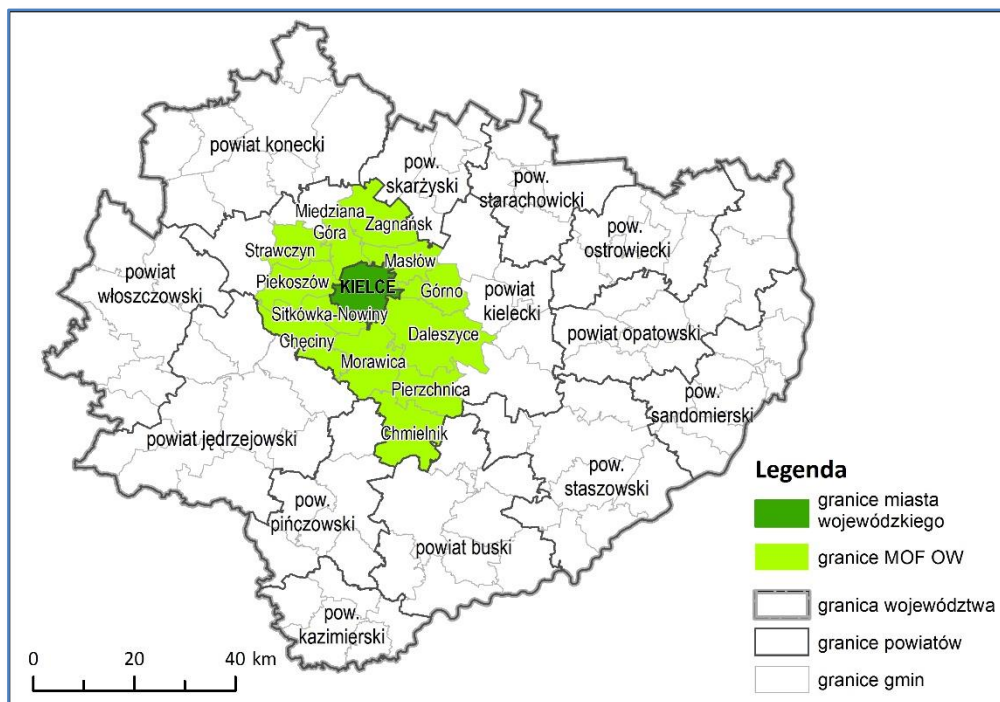 powiat konecki
pow.
skarżyski
pow.
starachowicki
pow.
ostrowiecki
Miedziana
Góra
Zagnańsk
Strawczyn
Masłów
powiat
włoszczowski
Piekoszów
KIELCE
Górno
powiat
kielecki
Sitkówka-Nowiny
Daleszyce
powiat opatowski
Chęciny
Morawica
Pierzchnica
pow.
sandomierski
powiat jędrzejowski
Chmielnik
pow.
staszowski
pow.
pińczowski
powiat buski
pow.
kazimierski
Legenda
granice miasta
wojewódzkiego
granice MOF OW
granica województwa
granice powiatów
granice gmin
0 20 40 km